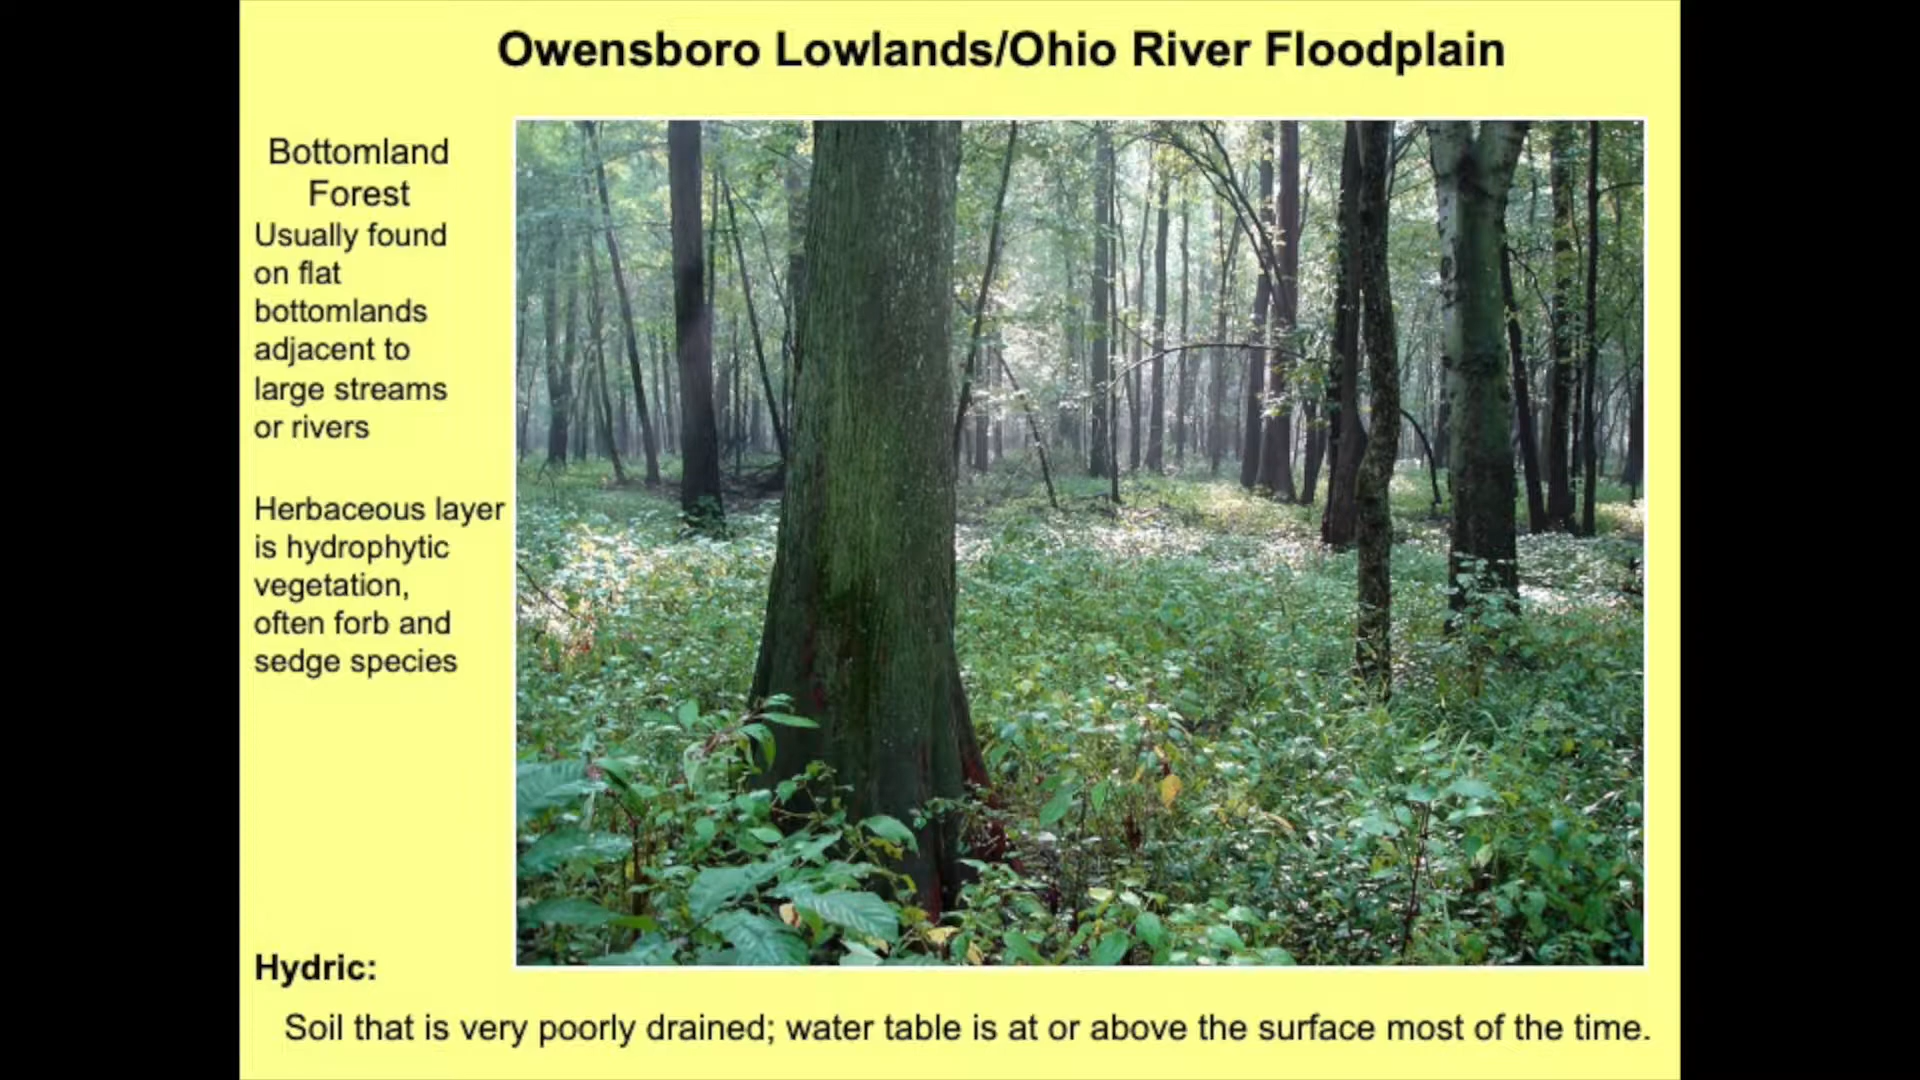 Owensboro Lowlands/Ohio River Floodplain
Bottomland
Forest
Usually found
on flat
bottomlands
adjacent to
large streams
or rivers
Herbaceous layer
is hydrophytic
vegetation,
often forb and
sedge species
Hydric:
Soil that is very poorly drained; water table is at or above the surface most of the time.